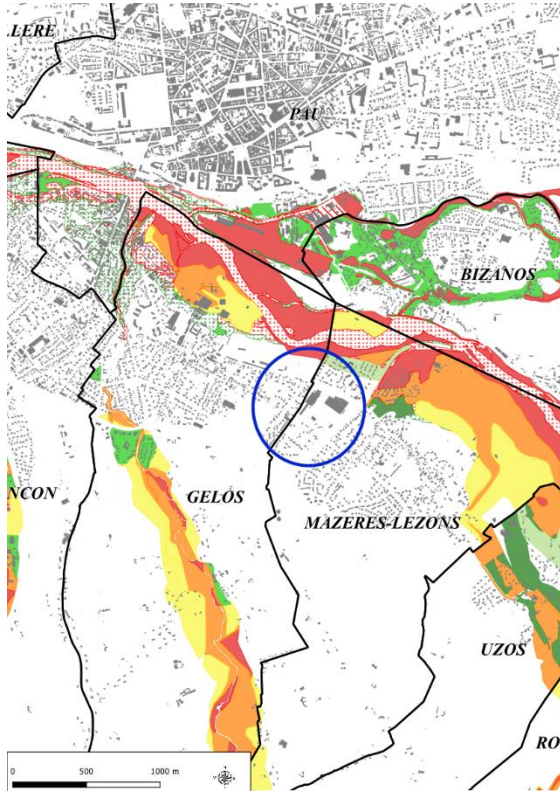 LERE
PAU
BIZANOS
NCON
GELOS
MAZERES-LEZONS
UZOS
RO
0 500 1000 m